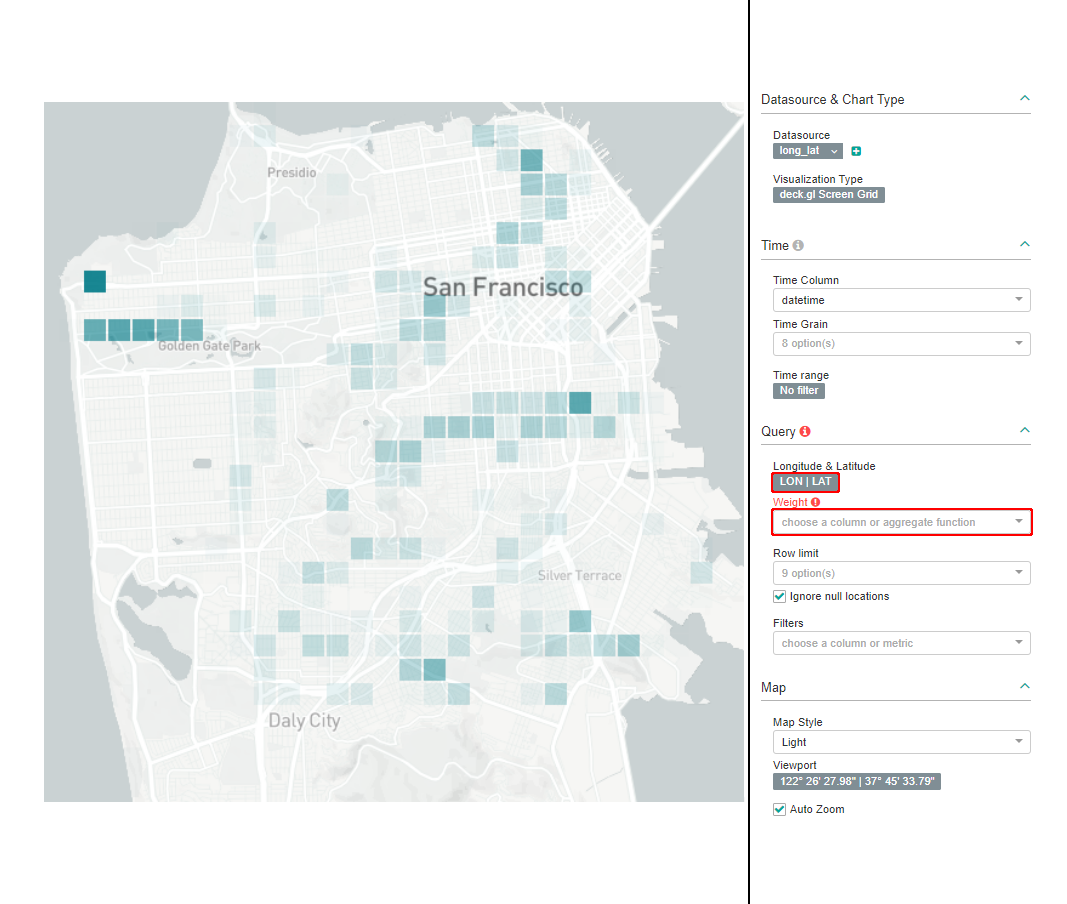 Presidio
San Francisco
Golden Gate Park
Silver Terrace
Daly City
Datasource & Chart Type
Datasource
long_lat
Visualization Type
deck.gl Screen Grid
Time
Time Column
datetime
Time Grain
8 option(s)
Time range
No filter
Query
Longitude & Latitude
LON | LAT
Weight
choose a column or aggregate function
Row limit
9 option(s)
Ignore null locations
Filters
choose a column or metric
Map
Map Style
Light
Viewport
122° 26' 27.98" | 37° 45' 33.79"
Auto Zoom